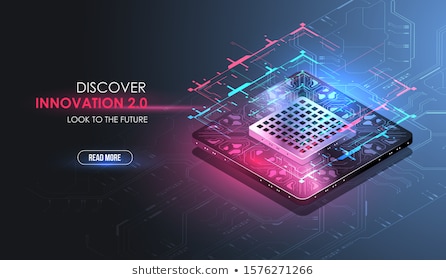 DISCOVER
INNOVATION 2.0
LOOK TO THE FUTURE
READ MORE
shutterstock.com • 1576271266